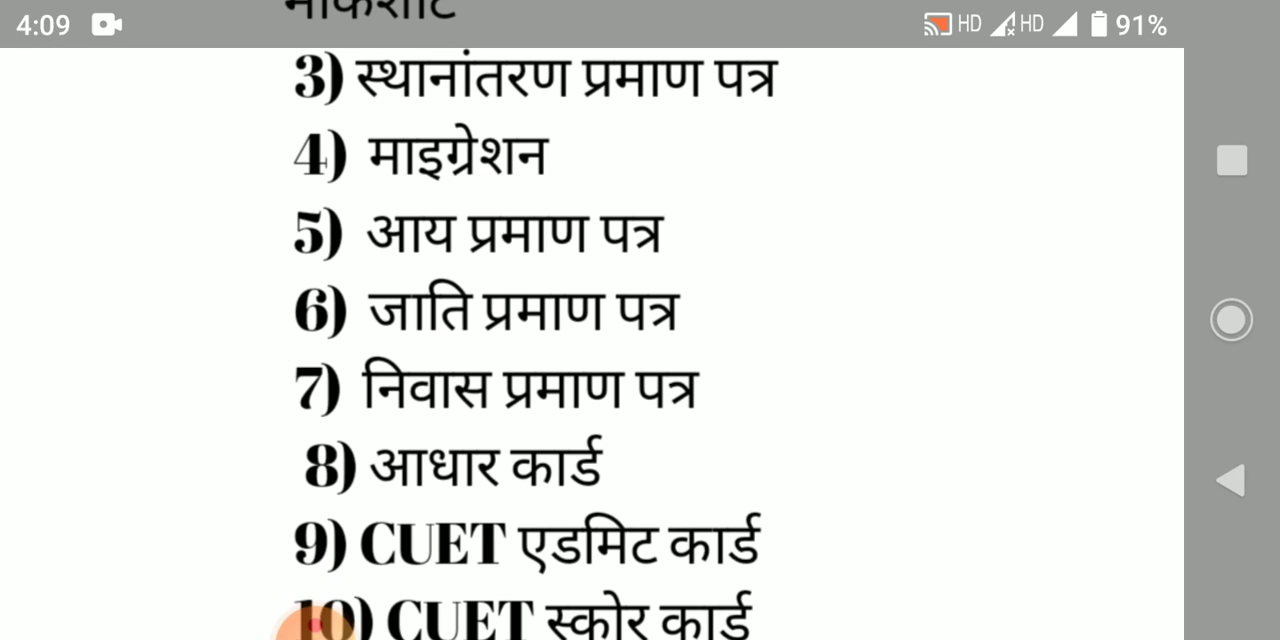 4:09 HD HD 91%
3) स्थानांतरण प्रमाण पत्र
4) माइग्रेशन
5) आय प्रमाण पत्र
6) जाति प्रमाण पत्र
7) निवास प्रमाण पत्र
8) आधार कार्ड
9) CUET एडमिट कार्ड
10) CUET स्कोर कार्ड